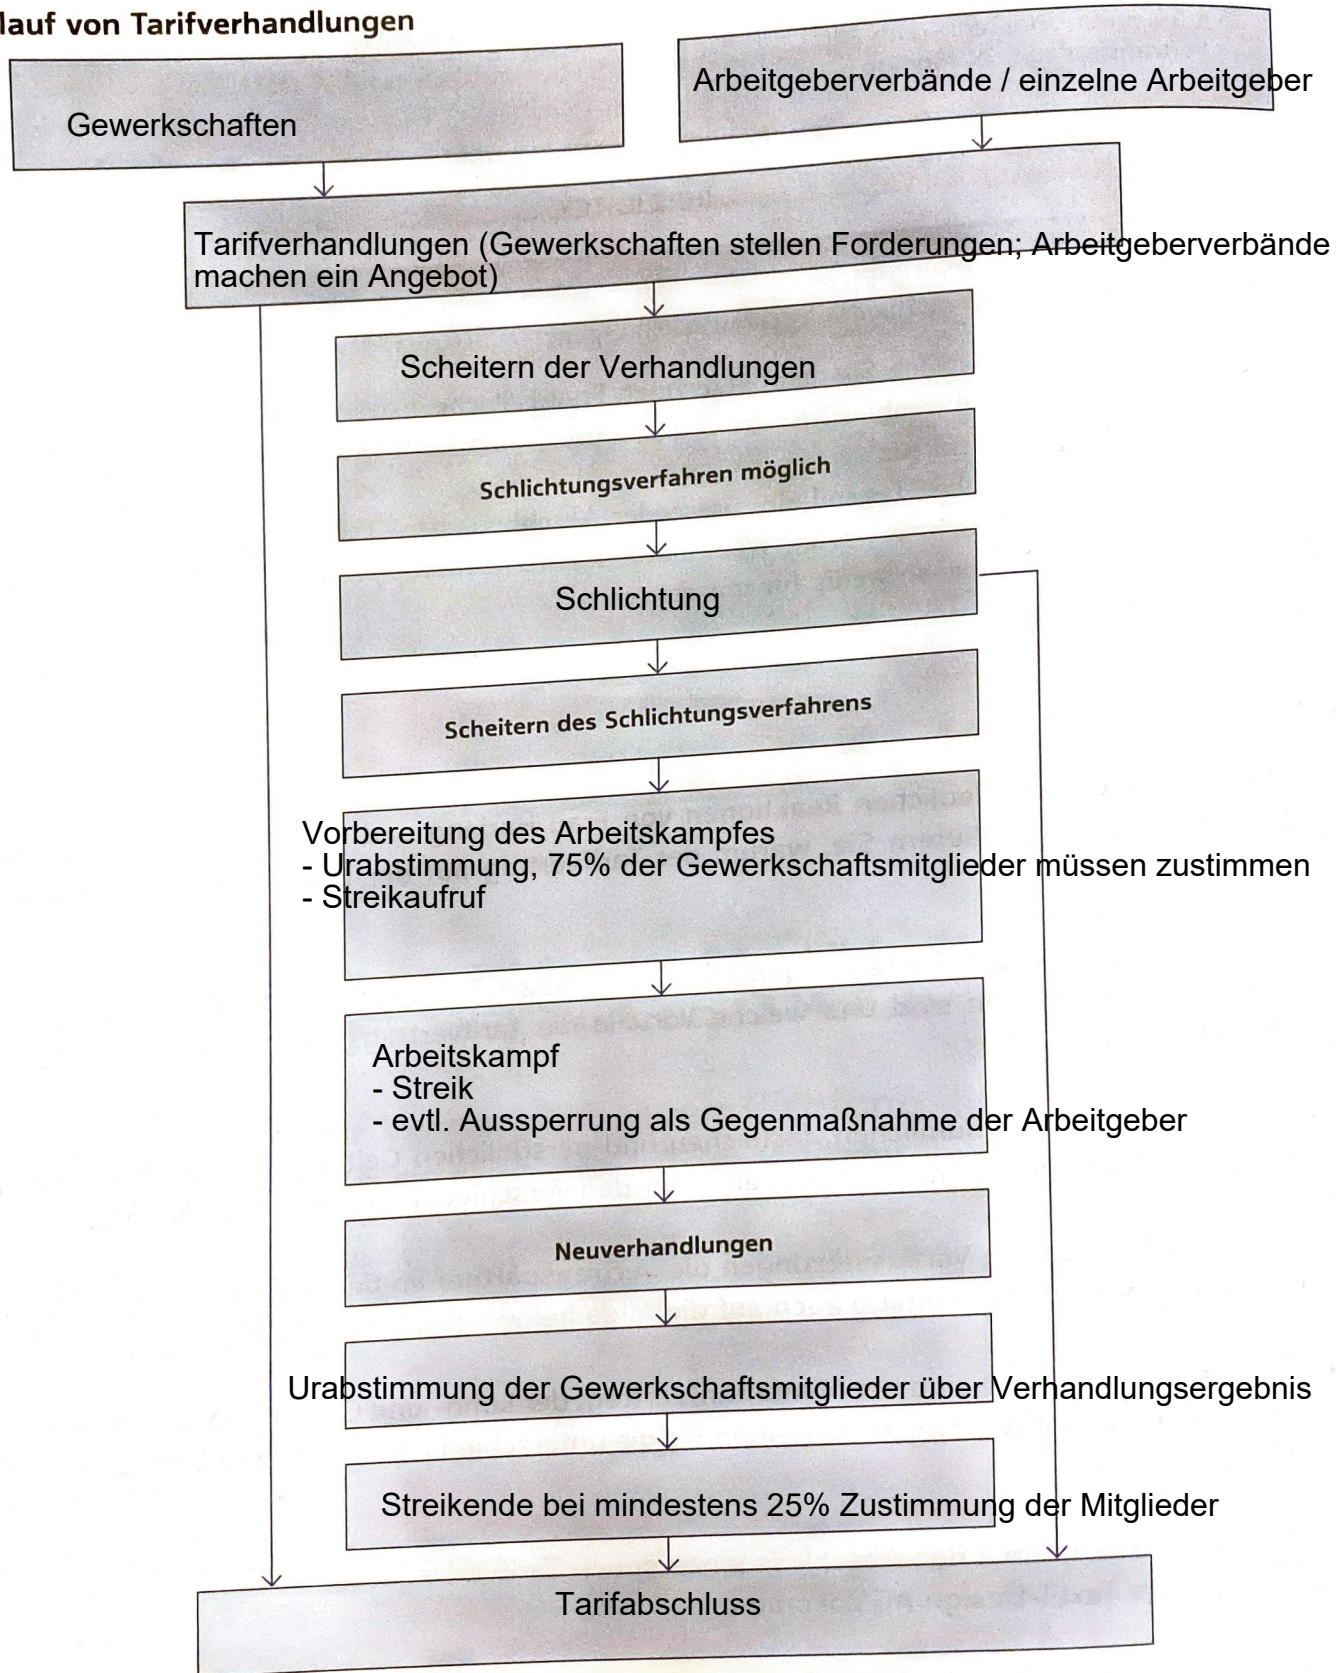 lauf von Tarifverhandlungen
Gewerkschaften
Arbeitgeberverbände / einzelne Arbeitgeber
Tarifverhandlungen (Gewerkschaften stellen Forderungen; Arbeitgeberverbände
machen ein Angebot)
Scheitern der Verhandlungen
Schlichtungsverfahren möglich
Schlichtung
Scheitern des Schlichtungsverfahrens
Vorbereitung des Arbeitskampfes
- Urabstimmung, 75% der Gewerkschaftsmitglieder müssen zustimmen
- Streikaufruf
Arbeitskampf
- Streik
- evtl. Aussperrung als Gegenmaßnahme der Arbeitgeber
Neuverhandlungen
Urabstimmung der Gewerkschaftsmitglieder über Verhandlungsergebnis
Streikende bei mindestens 25% Zustimmung der Mitglieder
Tarifabschluss